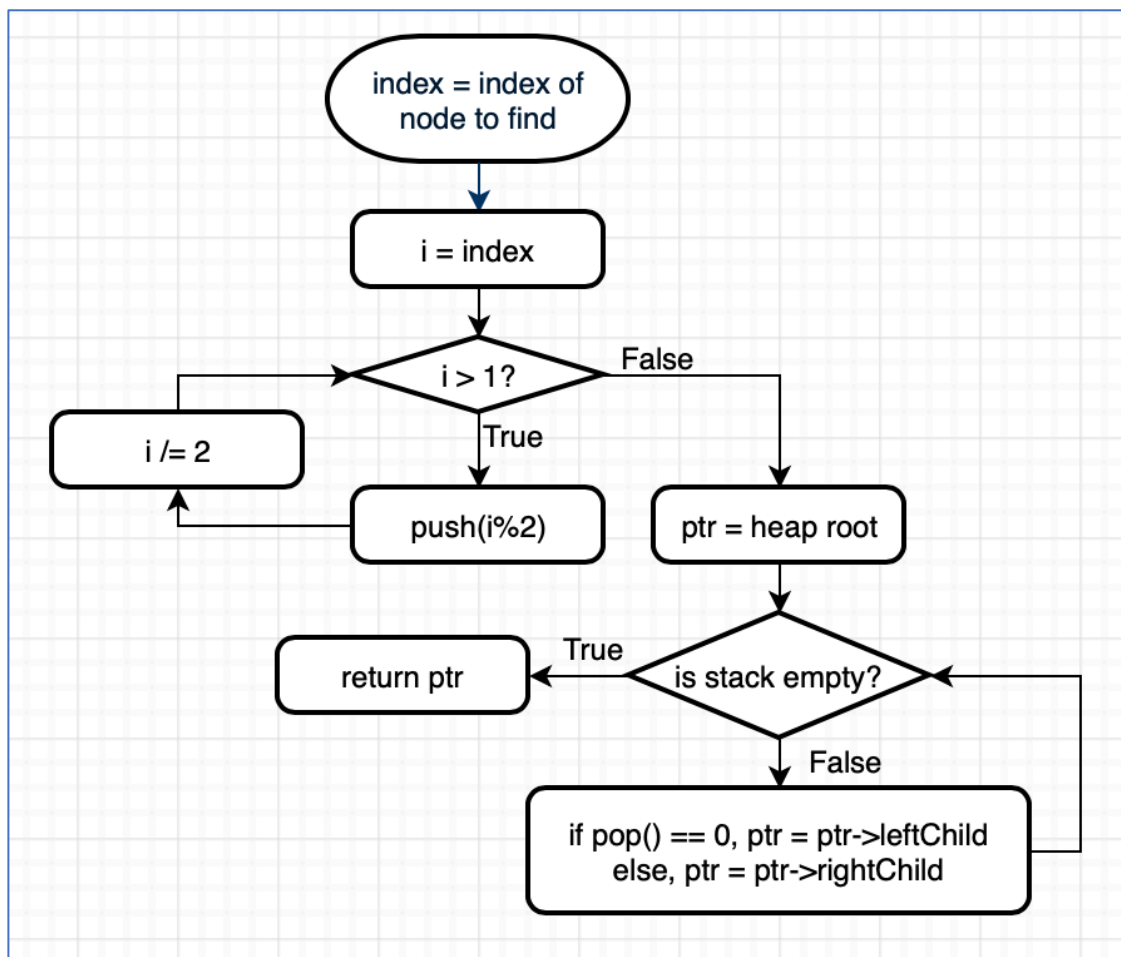 index = index of
node to find
i = index
i > 1?
False
True
i /= 2
push(i%2)
ptr = heap root
True
return ptr
is stack empty?
False
if pop() == 0, ptr = ptr->leftChild
else, ptr = ptr->rightChild